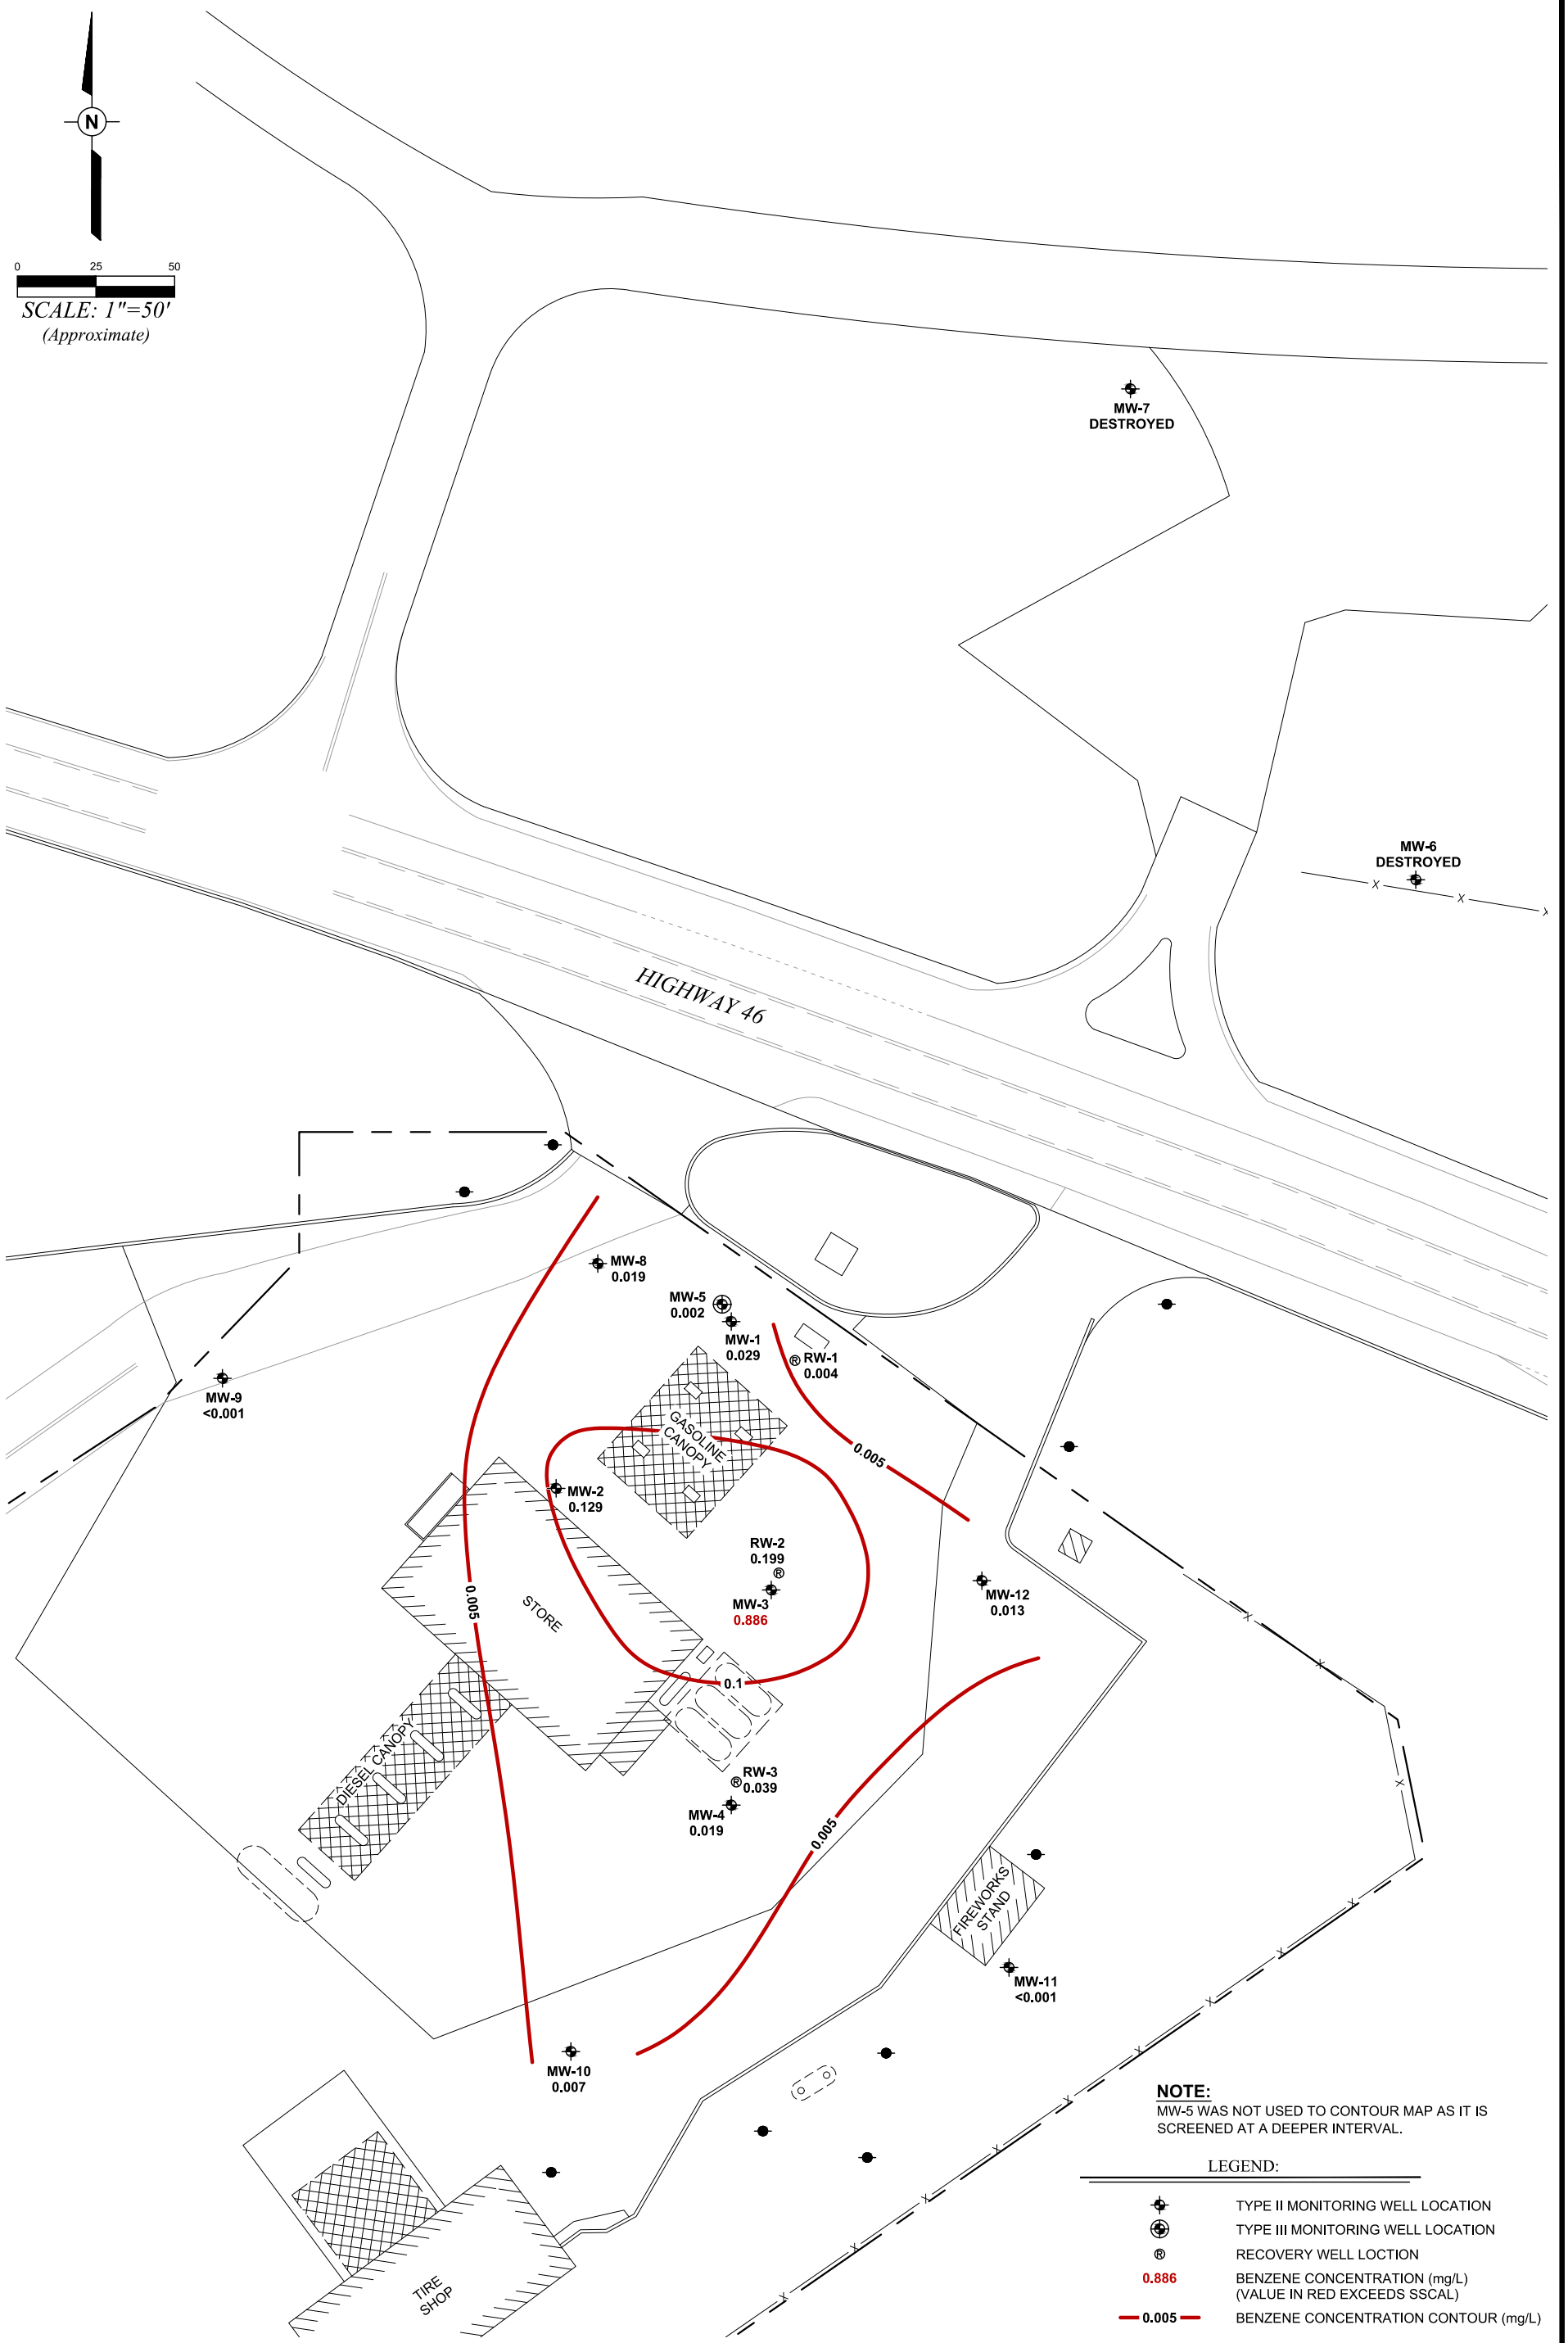 N
0 25 50
SCALE: 1"=50'
(Approximate)
MW-7
DESTROYED
MW-6
DESTROYED
X X X
HIGHWAY 46
MW-8
0.019
MW-5
0.002
MW-1
0.029
® RW-1
0.004
MW-9
<0.001
GASOLINE
CANOPY
0.005
MW-2
0.129
RW-2
0.199
®
MW-3
0.886
MW-12
0.013
0.005
STORE
X
X
0.1
DIESEL CANOPY
RW-3
® 0.039
MW-4
0.019
X
0.005
FIREWORKS
STAND
X
X
MW-11
<0.001
X
X
MW-10
0.007
X
X
X
X
X
TIRE
SHOP
NOTE:
MW-5 WAS NOT USED TO CONTOUR MAP AS IT IS
SCREENED AT A DEEPER INTERVAL.
LEGEND:
TYPE II MONITORING WELL LOCATION
TYPE III MONITORING WELL LOCATION
® RECOVERY WELL LOCTION
0.886 BENZENE CONCENTRATION (mg/L)
(VALUE IN RED EXCEEDS SSCAL)
0.005 BENZENE CONCENTRATION CONTOUR (mg/L)